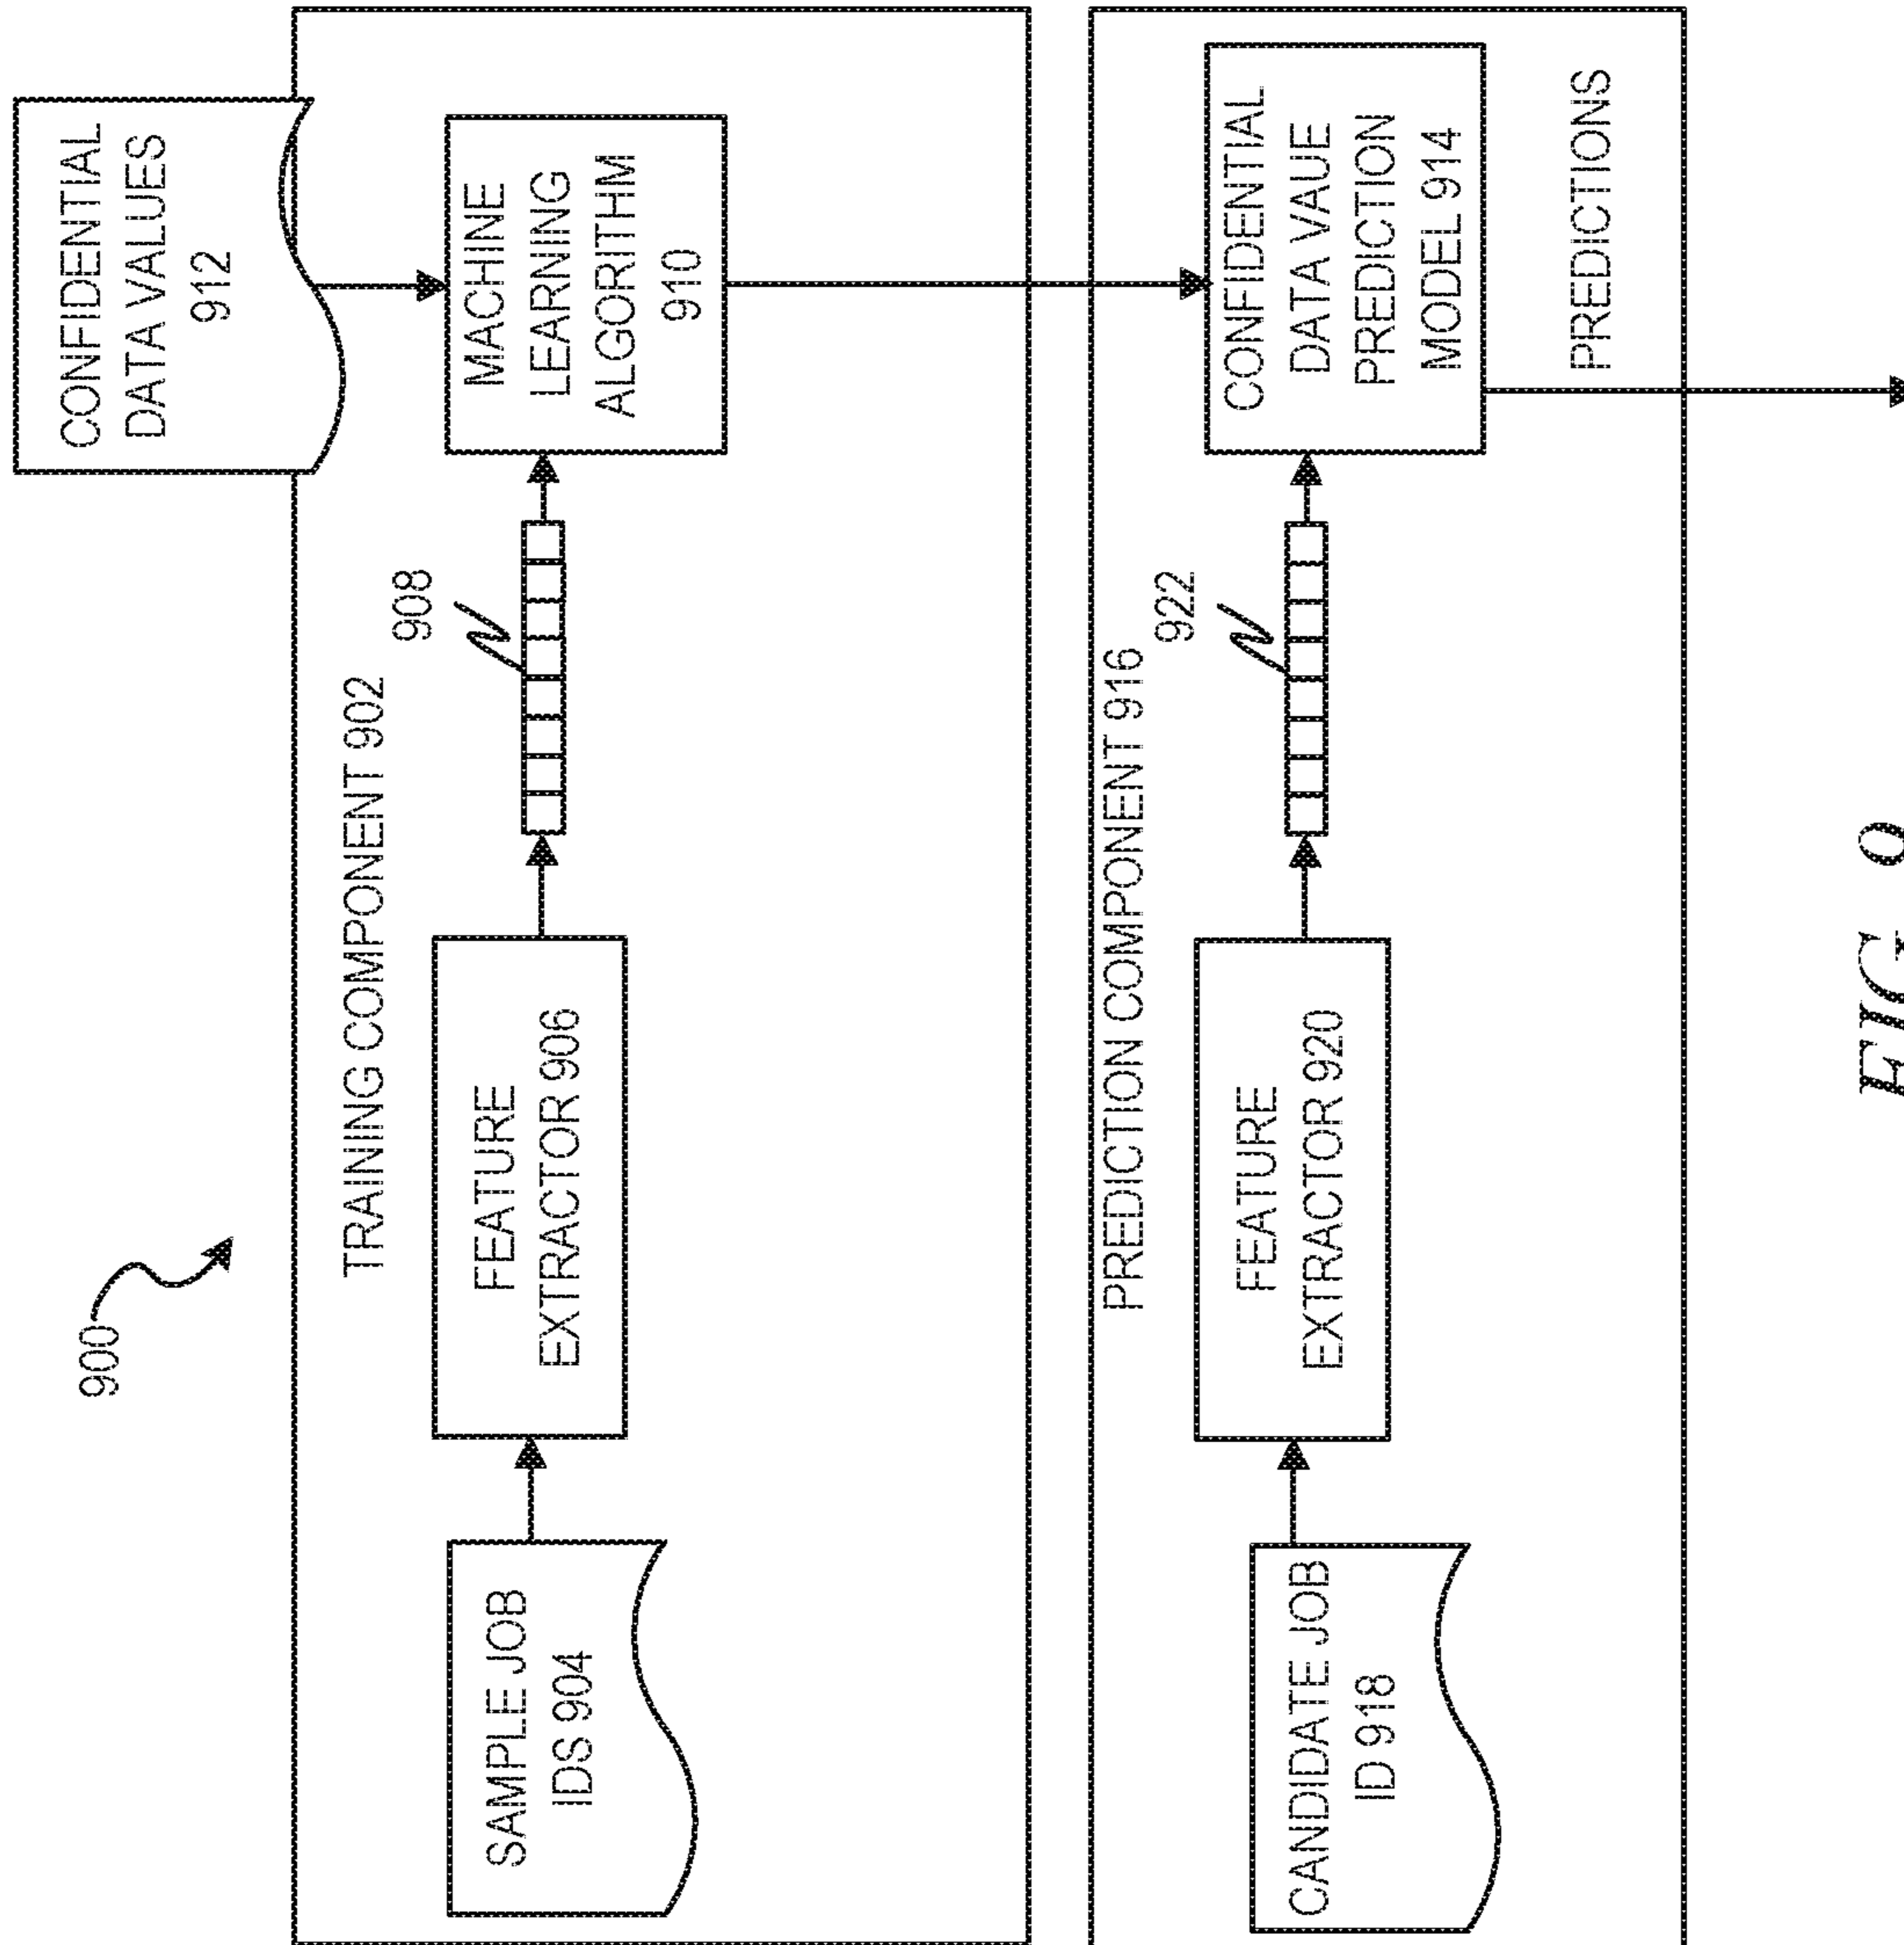 900
CONFIDENTIAL
DATA VALUES
912
TRAINING COMPONENT 902
SAMPLE JOB
IDS 904
FEATURE
EXTRACTOR 906
908
MACHINE
LEARNING
ALGORITHM
910
PREDICTION COMPONENT 916
CANDIDATE JOB
ID 918
FEATURE
EXTRACTOR 920
922
CONFIDENTIAL
DATA VAUE
PREDICTION
MODEL 914
PREDICTIONS
FIG. 9